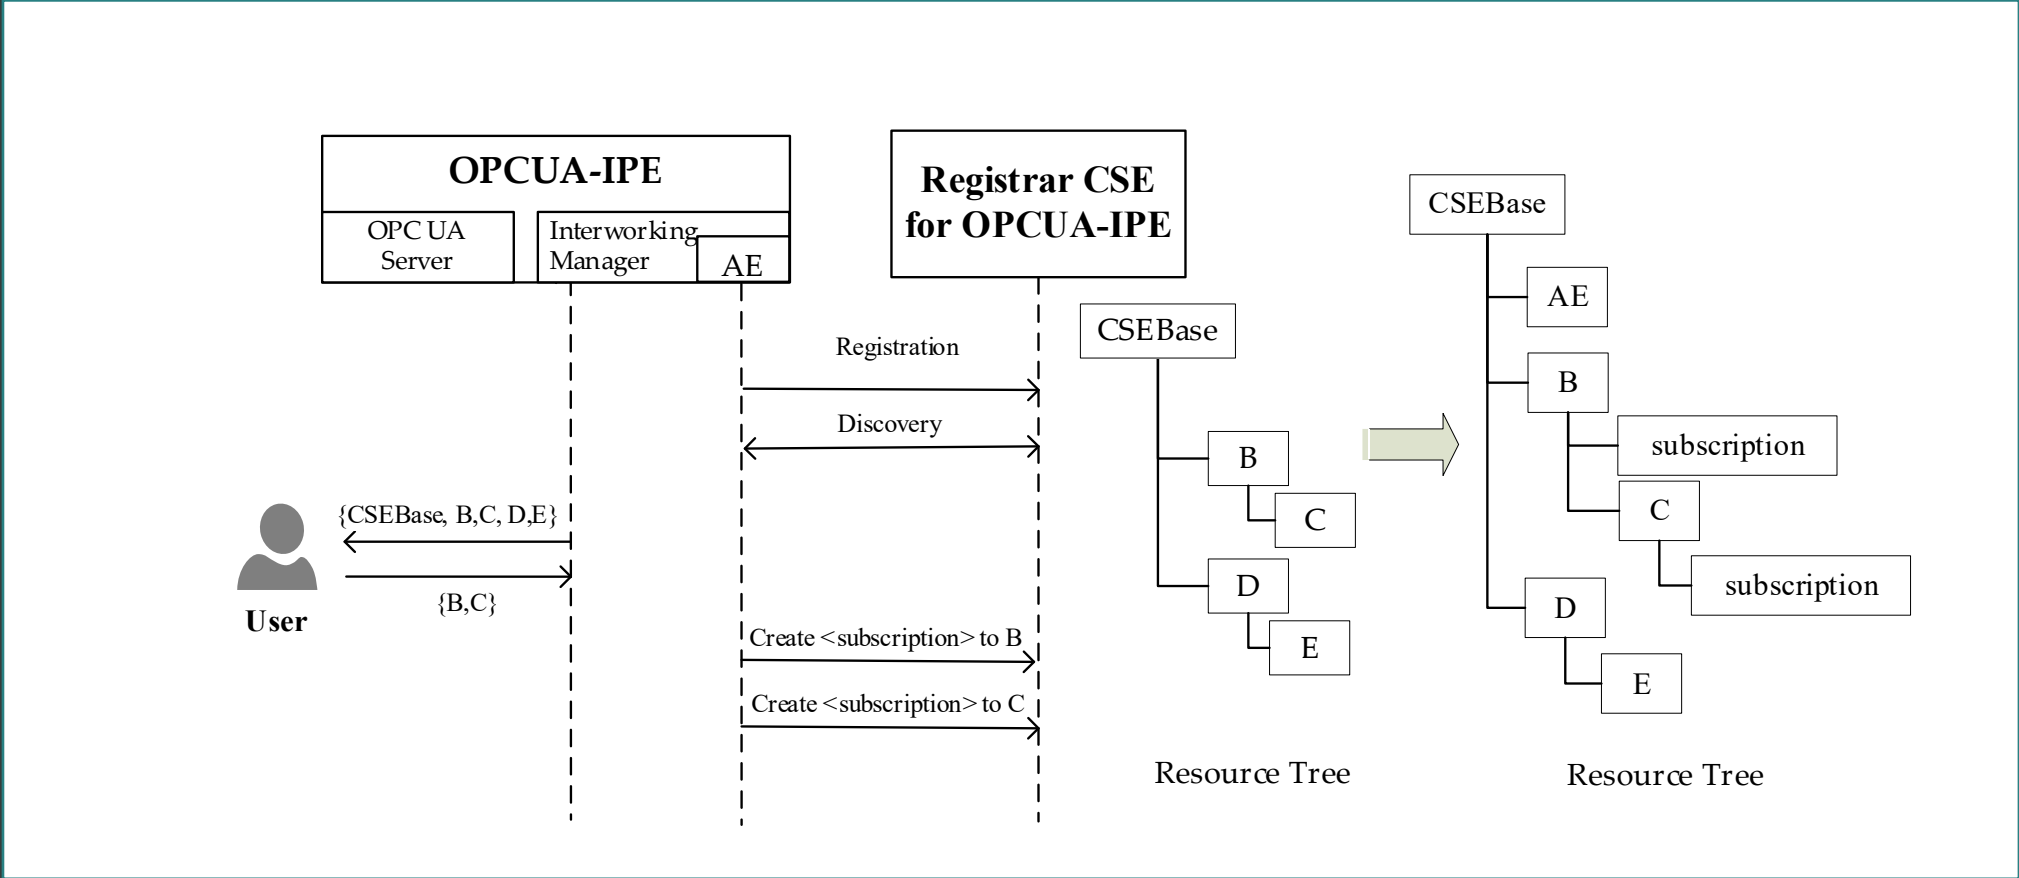 OPCUA-IPE
OPC UA
Server
Interworking
Manager
AE
Registrar CSE
for OPCUA-IPE
Registration
Discovery
{CSEBase, B,C, D,E}
{B,C}
User
Create <subscription> to B
Create <subscription> to C
CSEBase
B
C
D
E
Resource Tree
CSEBase
AE
B
subscription
C
subscription
D
E
Resource Tree